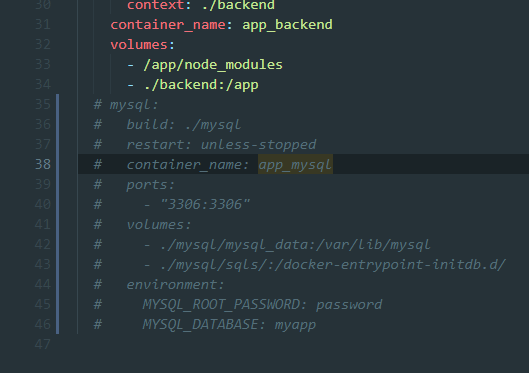 30 context: ./backend
31 container_name: app_backend
32 volumes:
33 - /app/node_modules
34 - ./backend:/app
35 # mysql:
36 # build: ./mysql
37 # restart: unless-stopped
38 # container_name: app_mysql
39 # ports:
40 # - "3306:3306"
41 # volumes:
42 # - ./mysql/mysql_data:/var/lib/mysql
43 # - ./mysql/sqls/:/docker-entrypoint-initdb.d/
44 # environment:
45 # MYSQL_ROOT_PASSWORD: password
46 # MYSQL_DATABASE: myapp
47